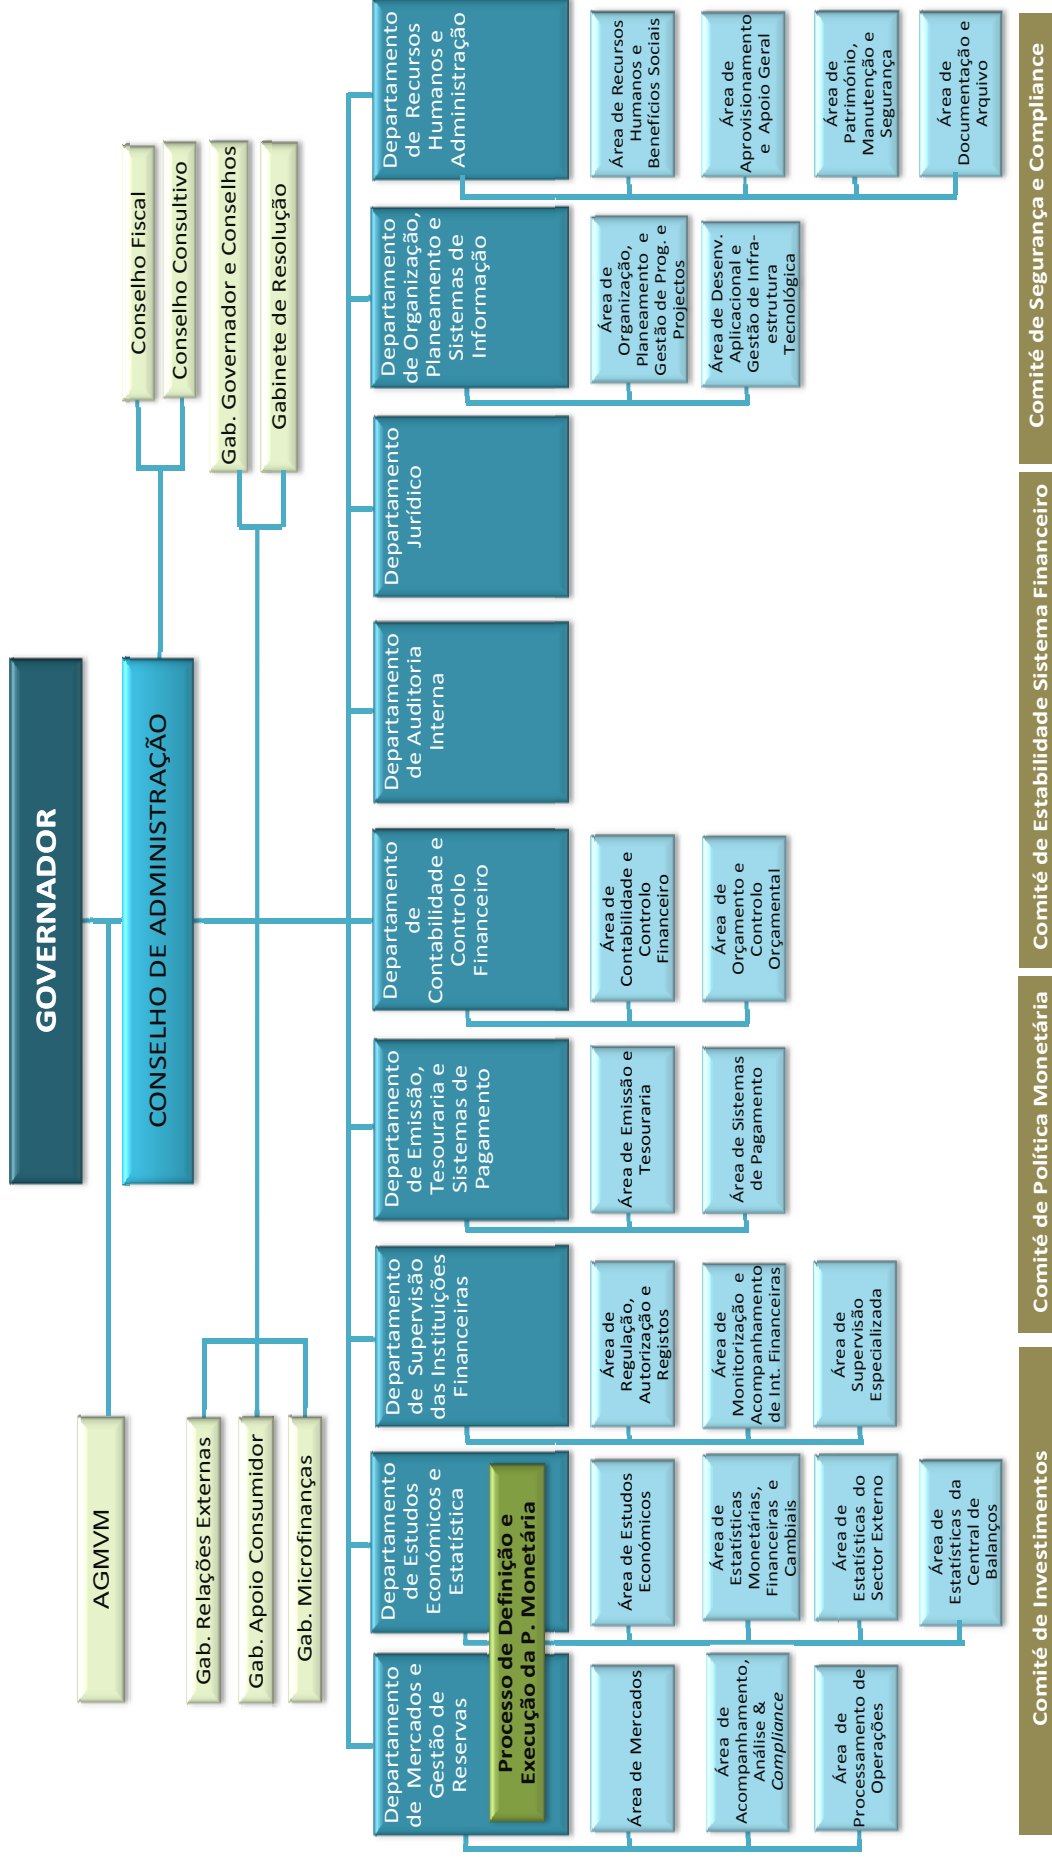 GOVERNADOR
AGMVM
CONSELHO DE ADMINISTRAÇÃO
Conselho Fiscal
Conselho Consultivo
Gab. Relações Externas
Gab. Apoio Consumidor
Gab. Microfinanças
Gab. Governador e Conselhos
Gabinete de Resolução
Departamento
de Mercados e
Gestão de
Reservas
Departamento
de Estudos
Económicos e
Estatística
Processo de Definição e
Execução da P. Monetária
Departamento
de Supervisão
das Instituições
Financeiras
Departamento
de Emissão,
Tesouraria e
Sistemas de
Pagamento
Departamento
de
Contabilidade e
Controlo
Financeiro
Departamento
de Auditoria
Interna
Departamento
Jurídico
Departamento
de Organização,
Planeamento e
Sistemas de
Informação
Departamento
de Recursos
Humanos e
Administração
Área de Mercados
Área de
Acompanhamento,
Análise &
Compliance
Área de
Processamento de
Operações
Área de Estudos
Económicos
Área de
Estatísticas
Monetárias,
Financeiras e
Cambiais
Área de
Estatísticas do
Sector Externo
Área de
Estatísticas da
Central de
Balanços
Área de
Regulação,
Autorização e
Registos
Área de
Monitorização e
Acompanhamento
de Int. Financeiras
Área de
Supervisão
Especializada
Área de Emissão e
Tesouraria
Área de Sistemas
de Pagamento
Área de
Contabilidade e
Controlo
Financeiro
Área de
Orçamento e
Controlo
Orçamental
Área de
Organização,
Planeamento e
Gestão de Prog. e
Projectos
Área de Desenv.
Aplicacional e
Gestão de Infra-
estrutura
Tecnológica
Área de Recursos
Humanos e
Benefícios Sociais
Área de
Aprovisionamento
e Apoio Geral
Área de
Património,
Manutenção e
Segurança
Área de
Documentação e
Arquivo
Comité de Investimentos
Comité de Política Monetária
Comité de Estabilidade Sistema Financeiro
Comité de Segurança e Compliance